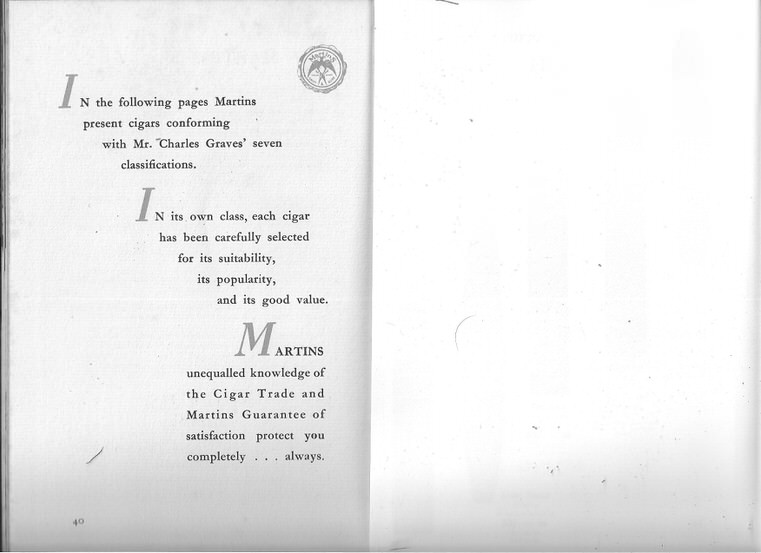 Martins
IN the following pages Martins
present cigars conforming
with Mr. Charles Graves' seven
classifications.
IN its own class, each cigar
has been carefully selected
for its suitability,
its popularity,
and its good value.
MARTINS
unequalled knowledge of
the Cigar Trade and
Martins Guarantee of
satisfaction protect you
completely . . . always.
40